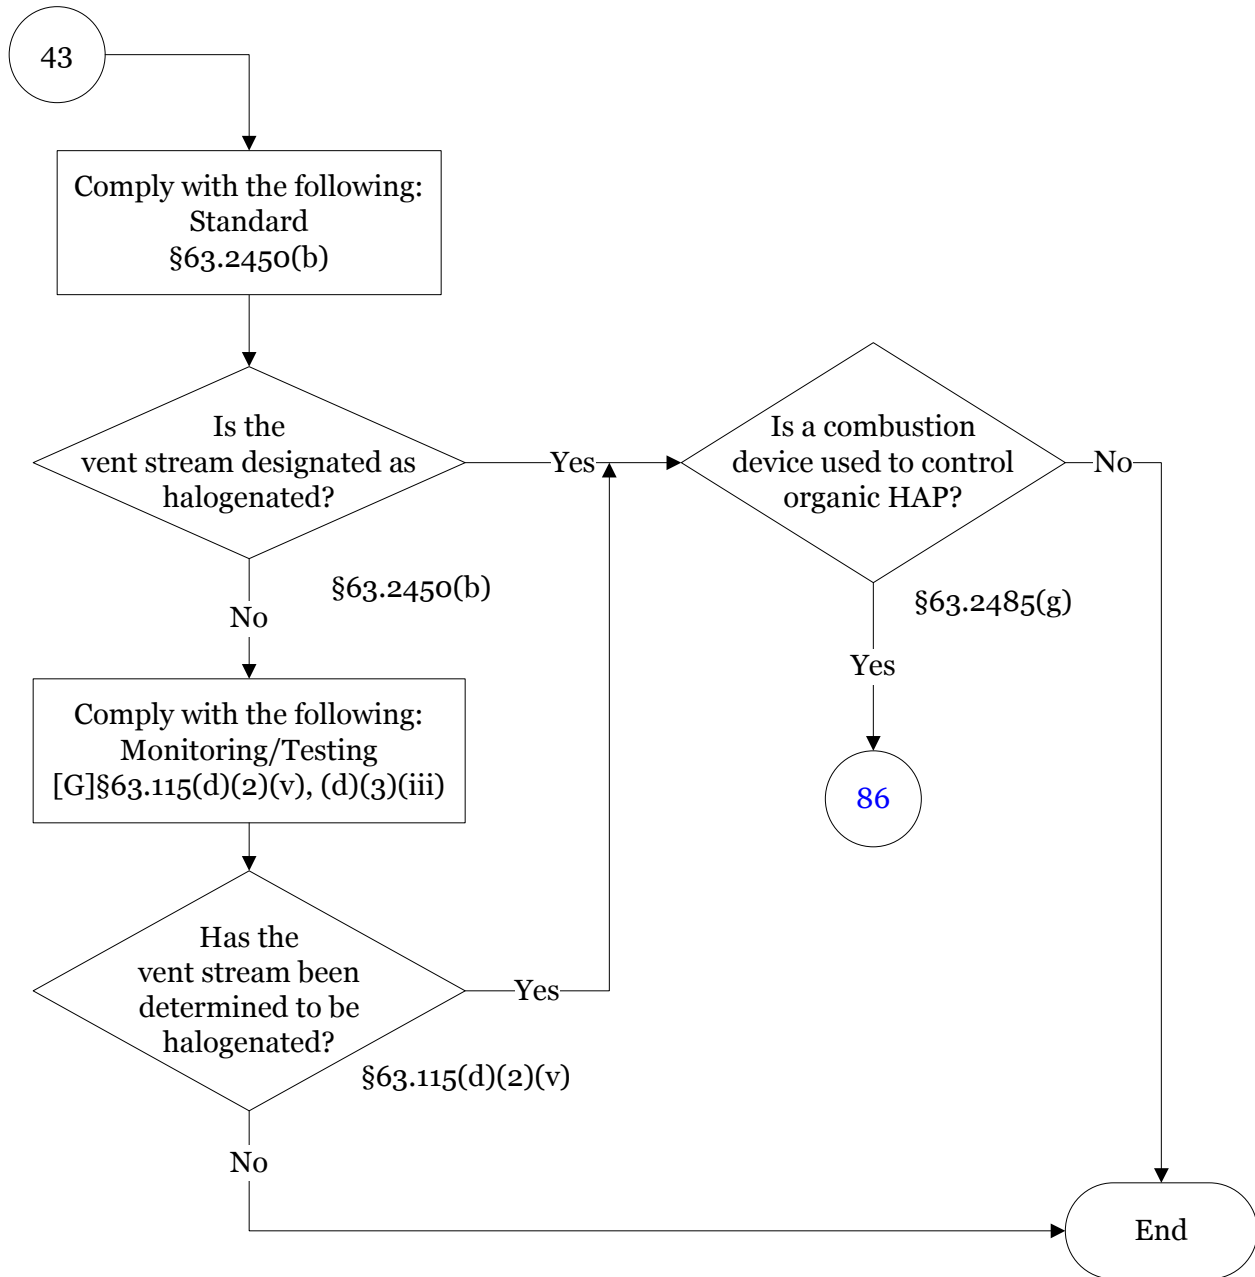 43
Comply with the following:
Standard
§63.2450(b)
Is the
vent stream designated as
halogenated?
Yes
§63.2450(b)
No
Is a combustion
device used to control
organic HAP?
No
§63.2485(g)
Yes
86
Comply with the following:
Monitoring/Testing
[G]§63.115(d)(2)(v), (d)(3)(iii)
Has the
vent stream been
determined to be
halogenated?
Yes
§63.115(d)(2)(v)
No
End